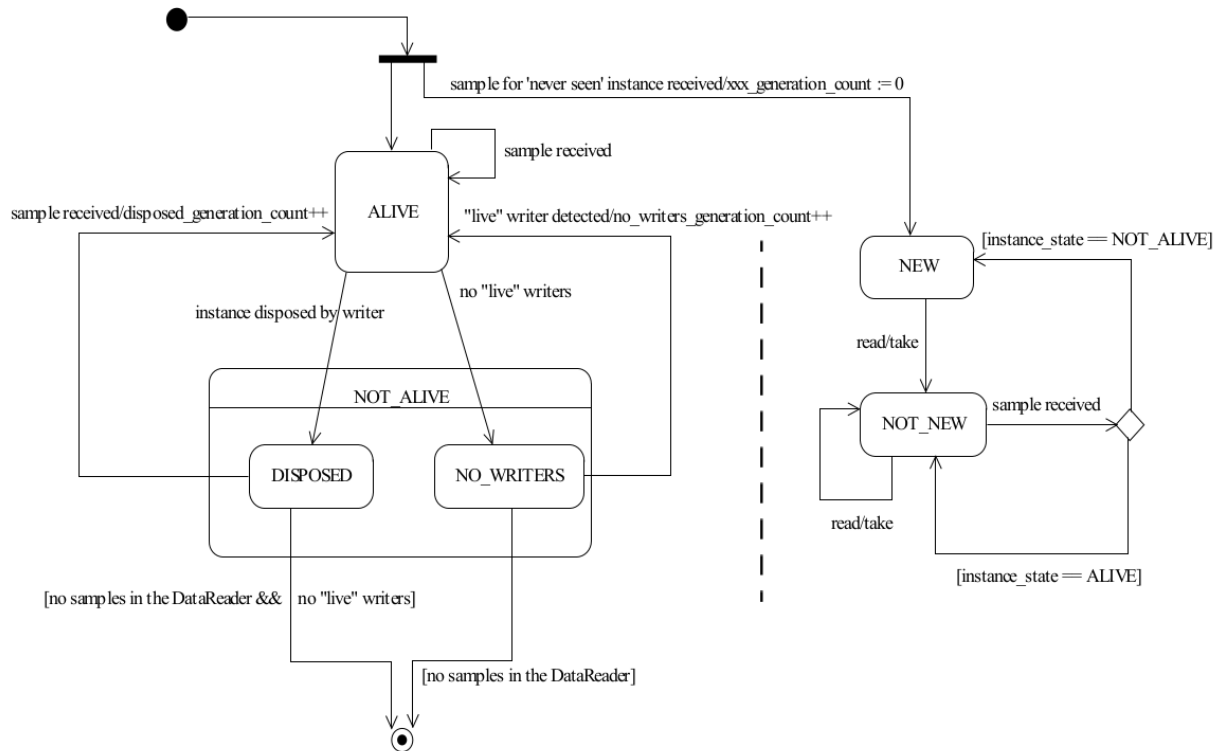 sample for 'never seen' instance received/xxx_generation_count := 0
sample received
sample received/disposed_generation_count++
ALIVE
"live" writer detected/no_writers_generation_count++
[instance_state == NOT_ALIVE]
NEW
no "live" writers
instance disposed by writer
read/take
NOT_ALIVE
sample received
NOT_NEW
DISPOSED
NO_WRITERS
read/take
[instance_state == ALIVE]
[no samples in the DataReader && no "live" writers]
[no samples in the DataReader]